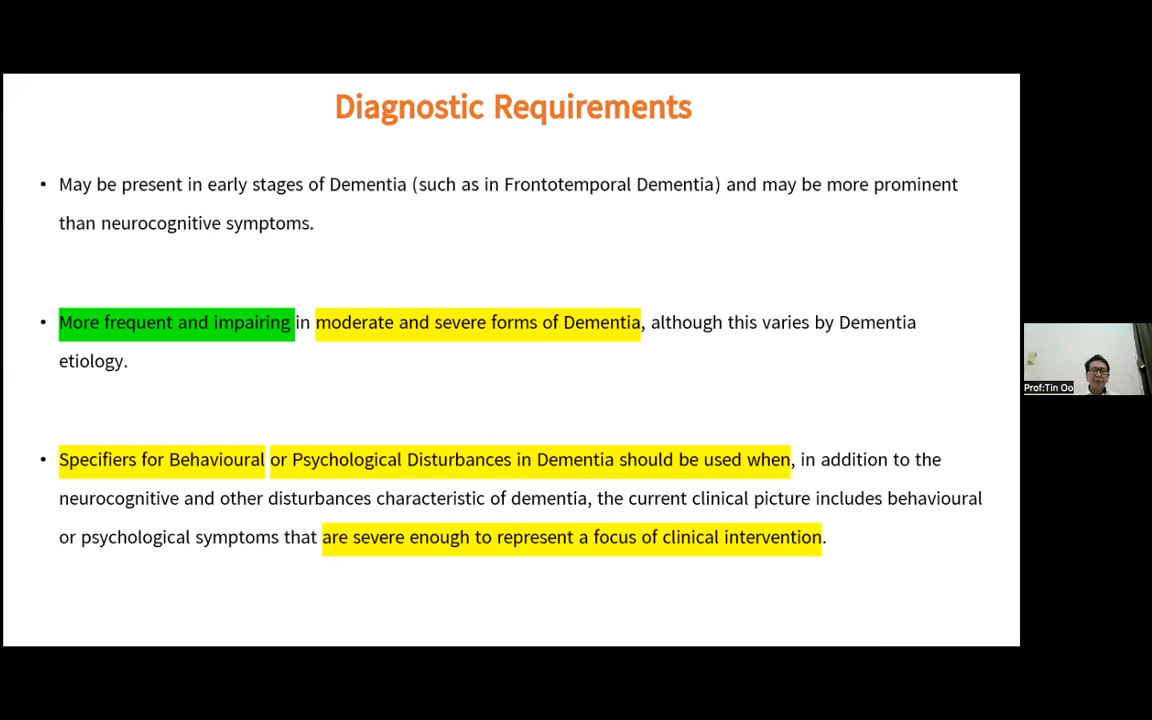 Diagnostic Requirements
• May be present in early stages of Dementia (such as in Frontotemporal Dementia) and may be more prominent
than neurocognitive symptoms.
• More frequent and impairing in moderate and severe forms of Dementia, although this varies by Dementia
etiology.
• Specifiers for Behavioural or Psychological Disturbances in Dementia should be used when, in addition to the
neurocognitive and other disturbances characteristic of dementia, the current clinical picture includes behavioural
or psychological symptoms that are severe enough to represent a focus of clinical intervention.
Prof:Tin Oo